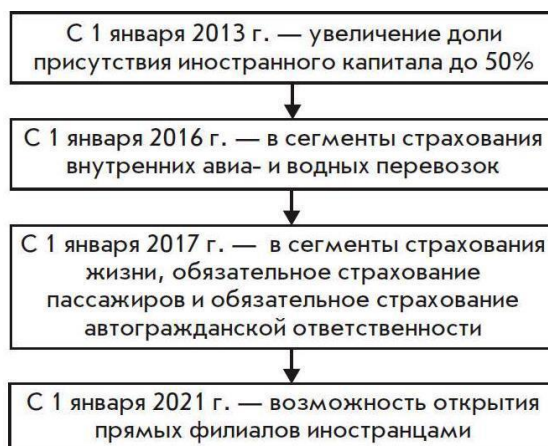 С 1 января 2013 г. — увеличение доли
присутствия иностранного капитала до 50%
С 1 января 2016 г. — в сегменты страхования
внутренних авиа- и водных перевозок
С 1 января 2017 г. — в сегменты страхования
жизни, обязательное страхование
пассажиров и обязательное страхование
автогражданской ответственности
С 1 января 2021 г. — возможность открытия
прямых филиалов иностранцами